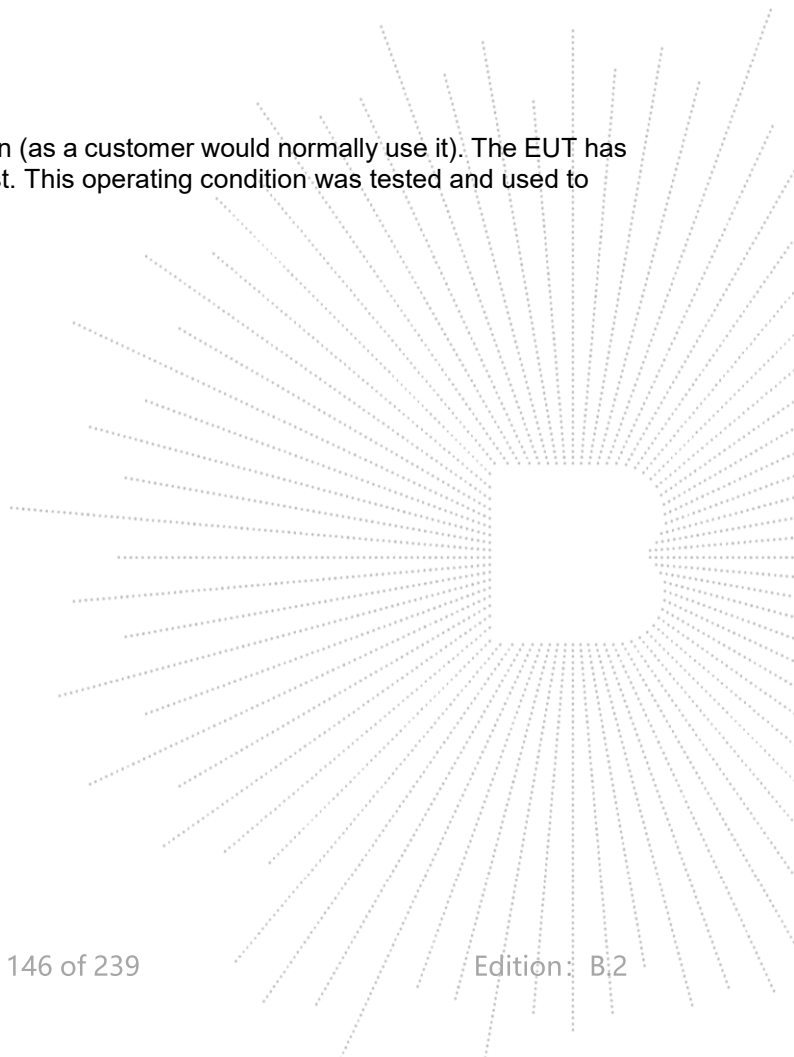 n (as a customer would normally use it). The EUT has
t. This operating condition was tested and used to
146 of 239 Edition： B.2